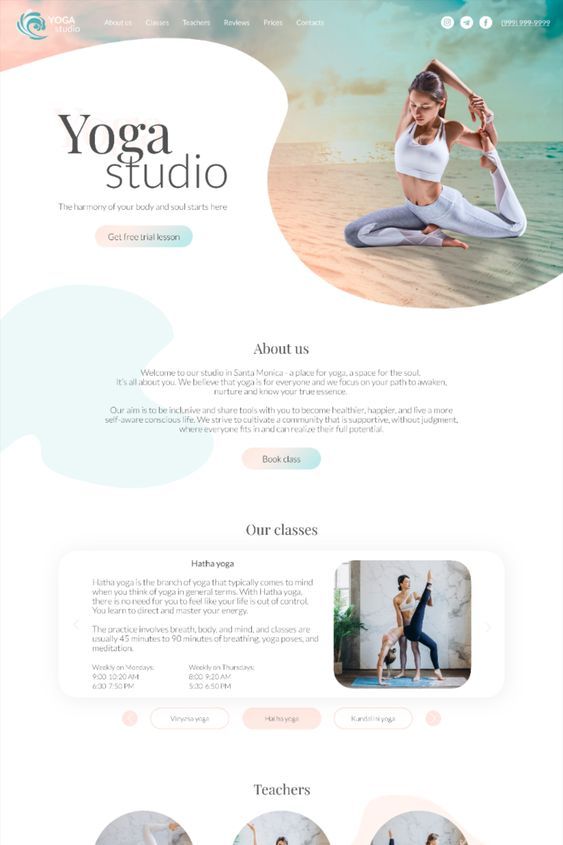 YOGA
studio
About us
Classes
Teachers
Reviews
Prices
Contacts
(999) 999-9999
Yoga
studio
The harmony of your body and soul starts here
Get free trial lesson
About us
Welcome to our studio in Santa Monica - a place for yoga, a space for the soul.
It's all about you. We believe that yoga is for everyone and we focus on your path to awaken,
nurture and know your true essence.
Our aim is to be inclusive and share tools with you to become healthier, happier, and live a more
self-aware conscious life. We strive to cultivate a community that is supportive, without judgment,
where everyone fits in and can realize their full potential.
Book class
Our classes
Hatha yoga
Hatha yoga is the branch of yoga that typically comes to mind
when you think of yoga in general terms. With Hatha yoga,
there is no need for you to feel like your life is out of control.
You learn to direct and master your energy.
The practice involves breath, body, and mind, and classes are
usually 45 minutes to 90 minutes of breathing, yoga poses, and
meditation.
Weekly on Mondays:
9:00-10:20 AM
6:30-7:50 PM
Weekly on Thursdays:
8:00-9:20 AM
5:30-6:50 PM
yoga
Hatha yoga
Kundalini yoga
Teachers